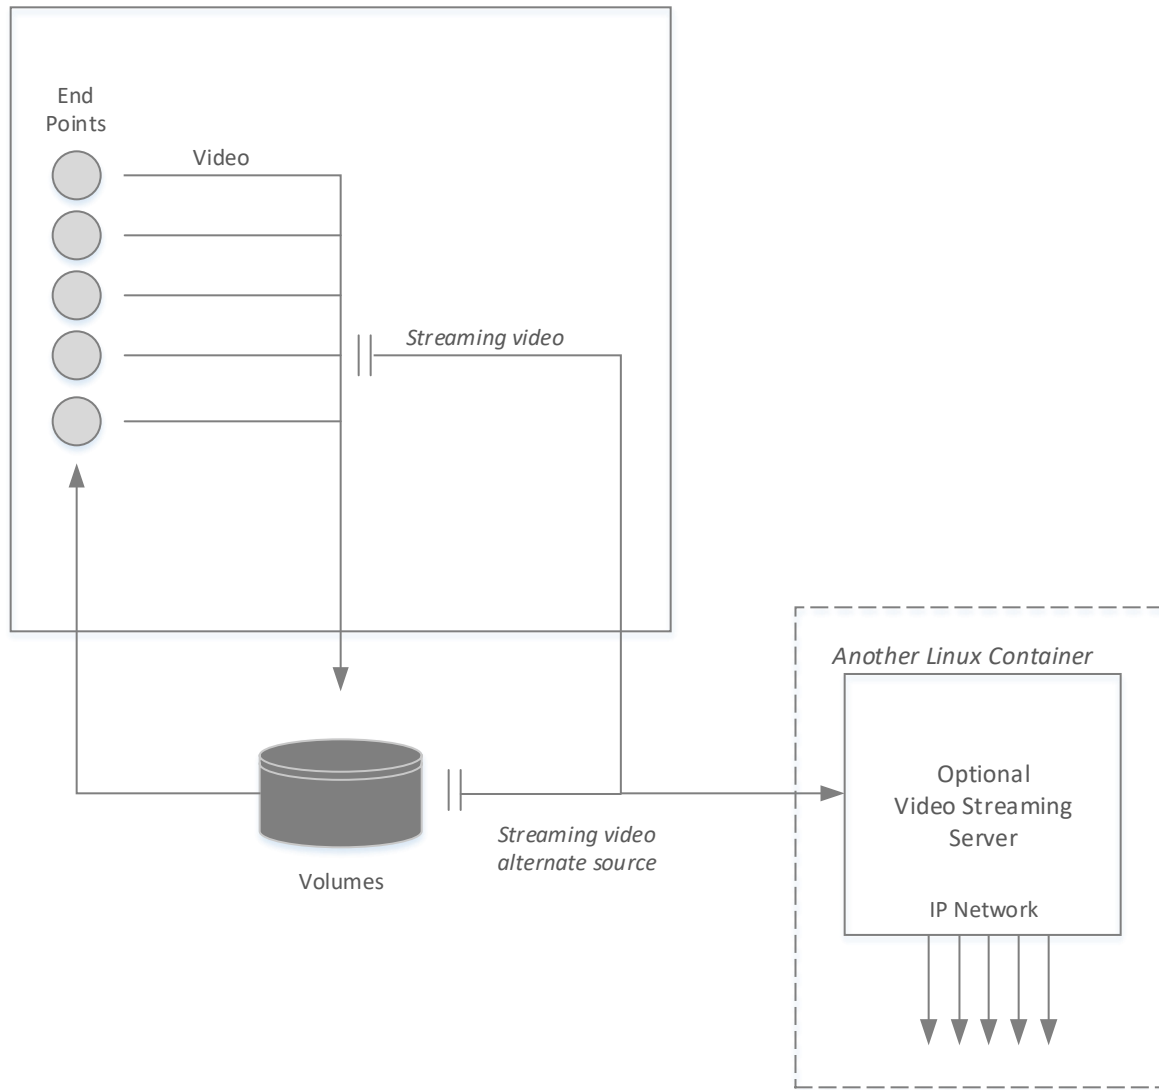 End
Points
Video
Streaming video
Another Linux Container
Optional
Video Streaming
Server
Streaming video
alternate source
Volumes
IP Network